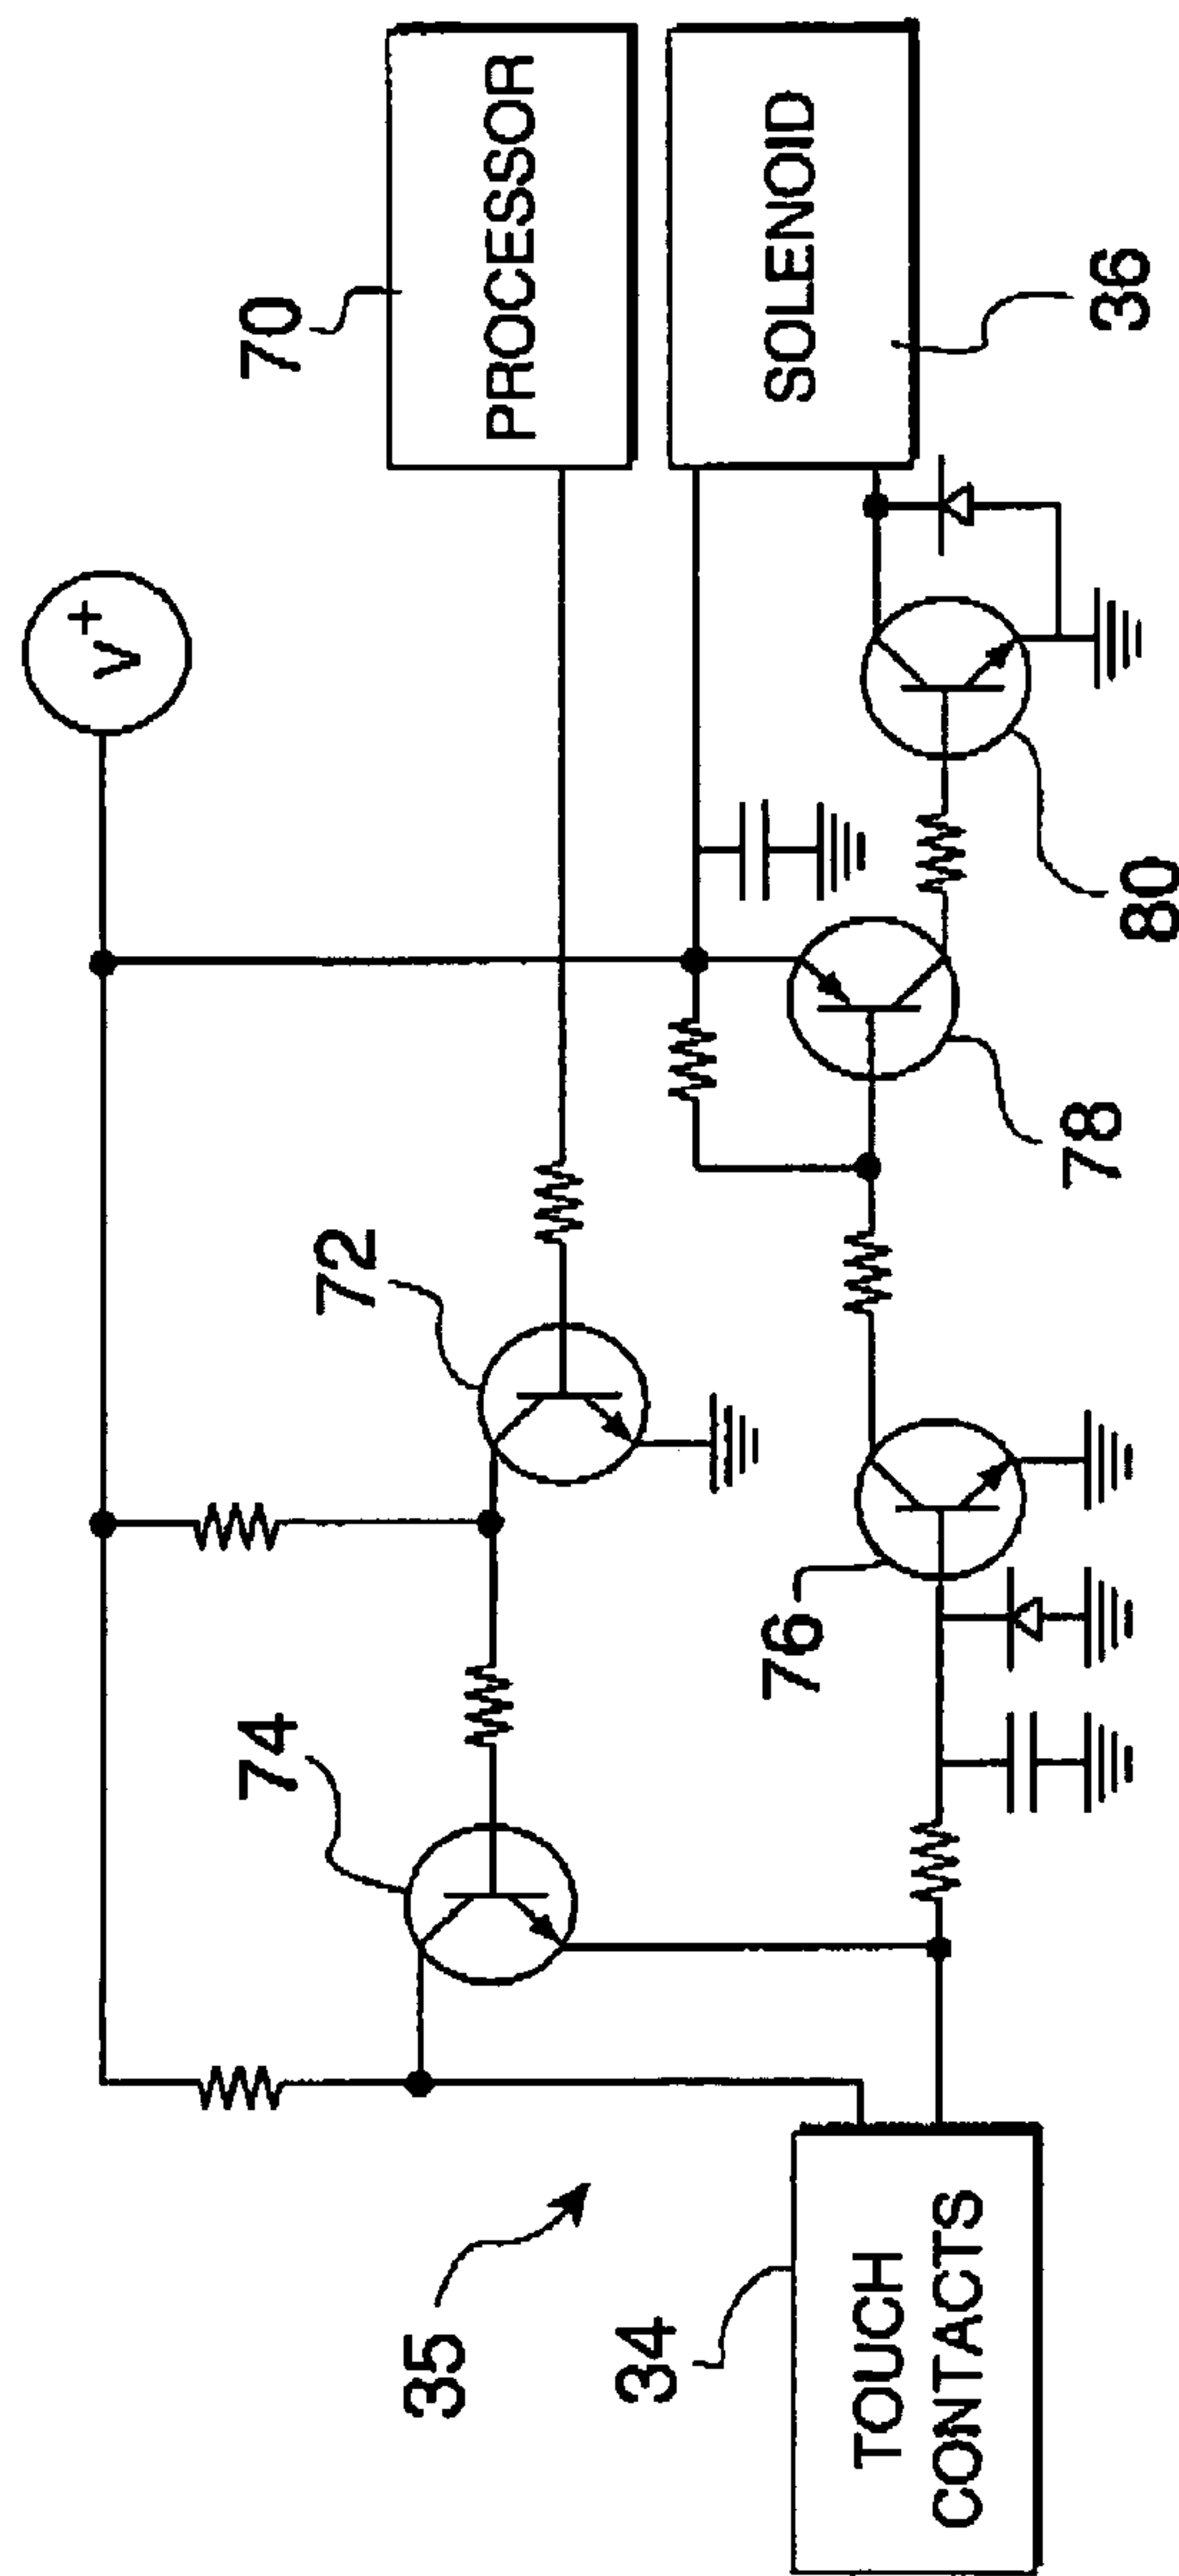 V+
70
PROCESSOR
72
74
SOLENOID
36
35
34
TOUCH
CONTACTS
76
78
80